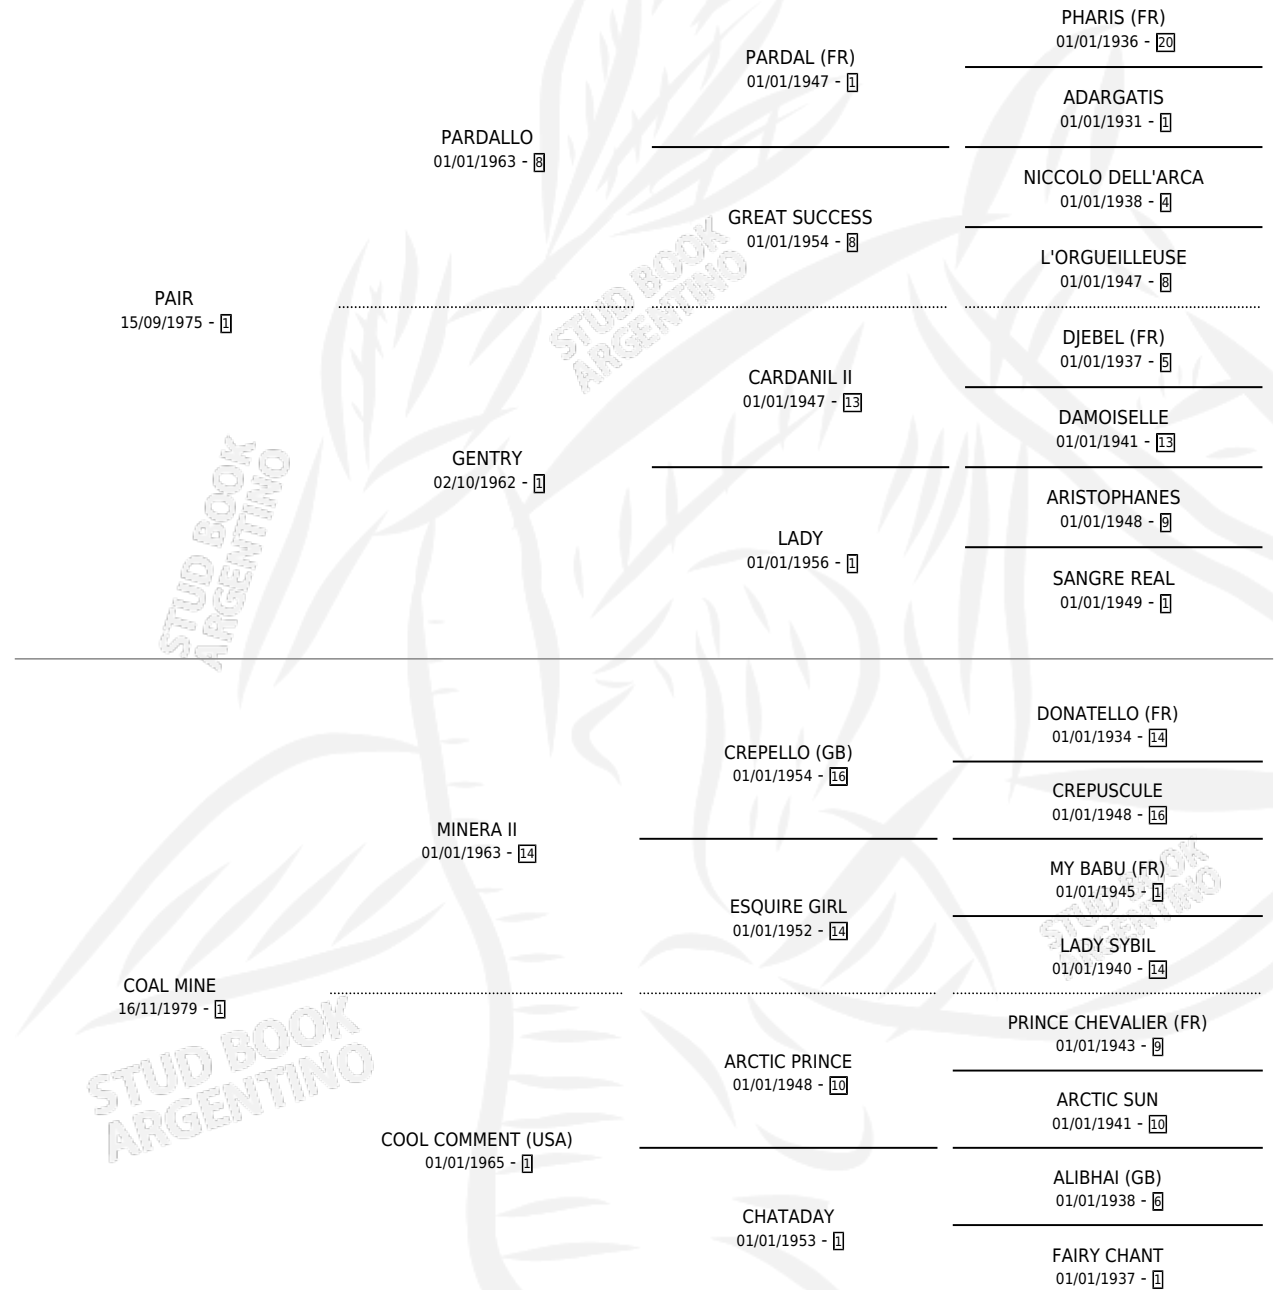 PAIR
15/09/1975 - 1
PARDALLO
01/01/1963 - 8
GENTRY
02/10/1962 - 1
PARDAL (FR)
01/01/1947 - 1
GREAT SUCCESS
01/01/1954 - 8
CARDANIL II
01/01/1947 - 13
LADY
01/01/1956 - 1
PHARIS (FR)
01/01/1936 - 20
ADARGATIS
01/01/1931 - 1
NICCOLO DELL'ARCA
01/01/1938 - 4
L'ORGUEILLEUSE
01/01/1947 - 8
DJEBEL (FR)
01/01/1937 - 5
DAMOISELLE
01/01/1941 - 13
ARISTOPHANES
01/01/1948 - 9
SANGRE REAL
01/01/1949 - 1
COAL MINE
16/11/1979 - 1
MINERA II
01/01/1963 - 14
COOL COMMENT (USA)
01/01/1965 - 1
CREPELLO (GB)
01/01/1954 - 16
ESQUIRE GIRL
01/01/1952 - 14
ARCTIC PRINCE
01/01/1948 - 10
CHATADAY
01/01/1953 - 1
DONATELLO (FR)
01/01/1934 - 14
CREPUSCULE
01/01/1948 - 16
MY BABU (FR)
01/01/1945 - 1
LADY SYBIL
01/01/1940 - 14
PRINCE CHEVALIER (FR)
01/01/1943 - 9
ARCTIC SUN
01/01/1941 - 10
ALIBHAI (GB)
01/01/1938 - 6
FAIRY CHANT
01/01/1937 - 1
STUD BOOK
ARGENTINO
STUD BOOK
ARGENTINO
STUD BOOK
ARGENTINO
STUD BOOK
ARGENTINO